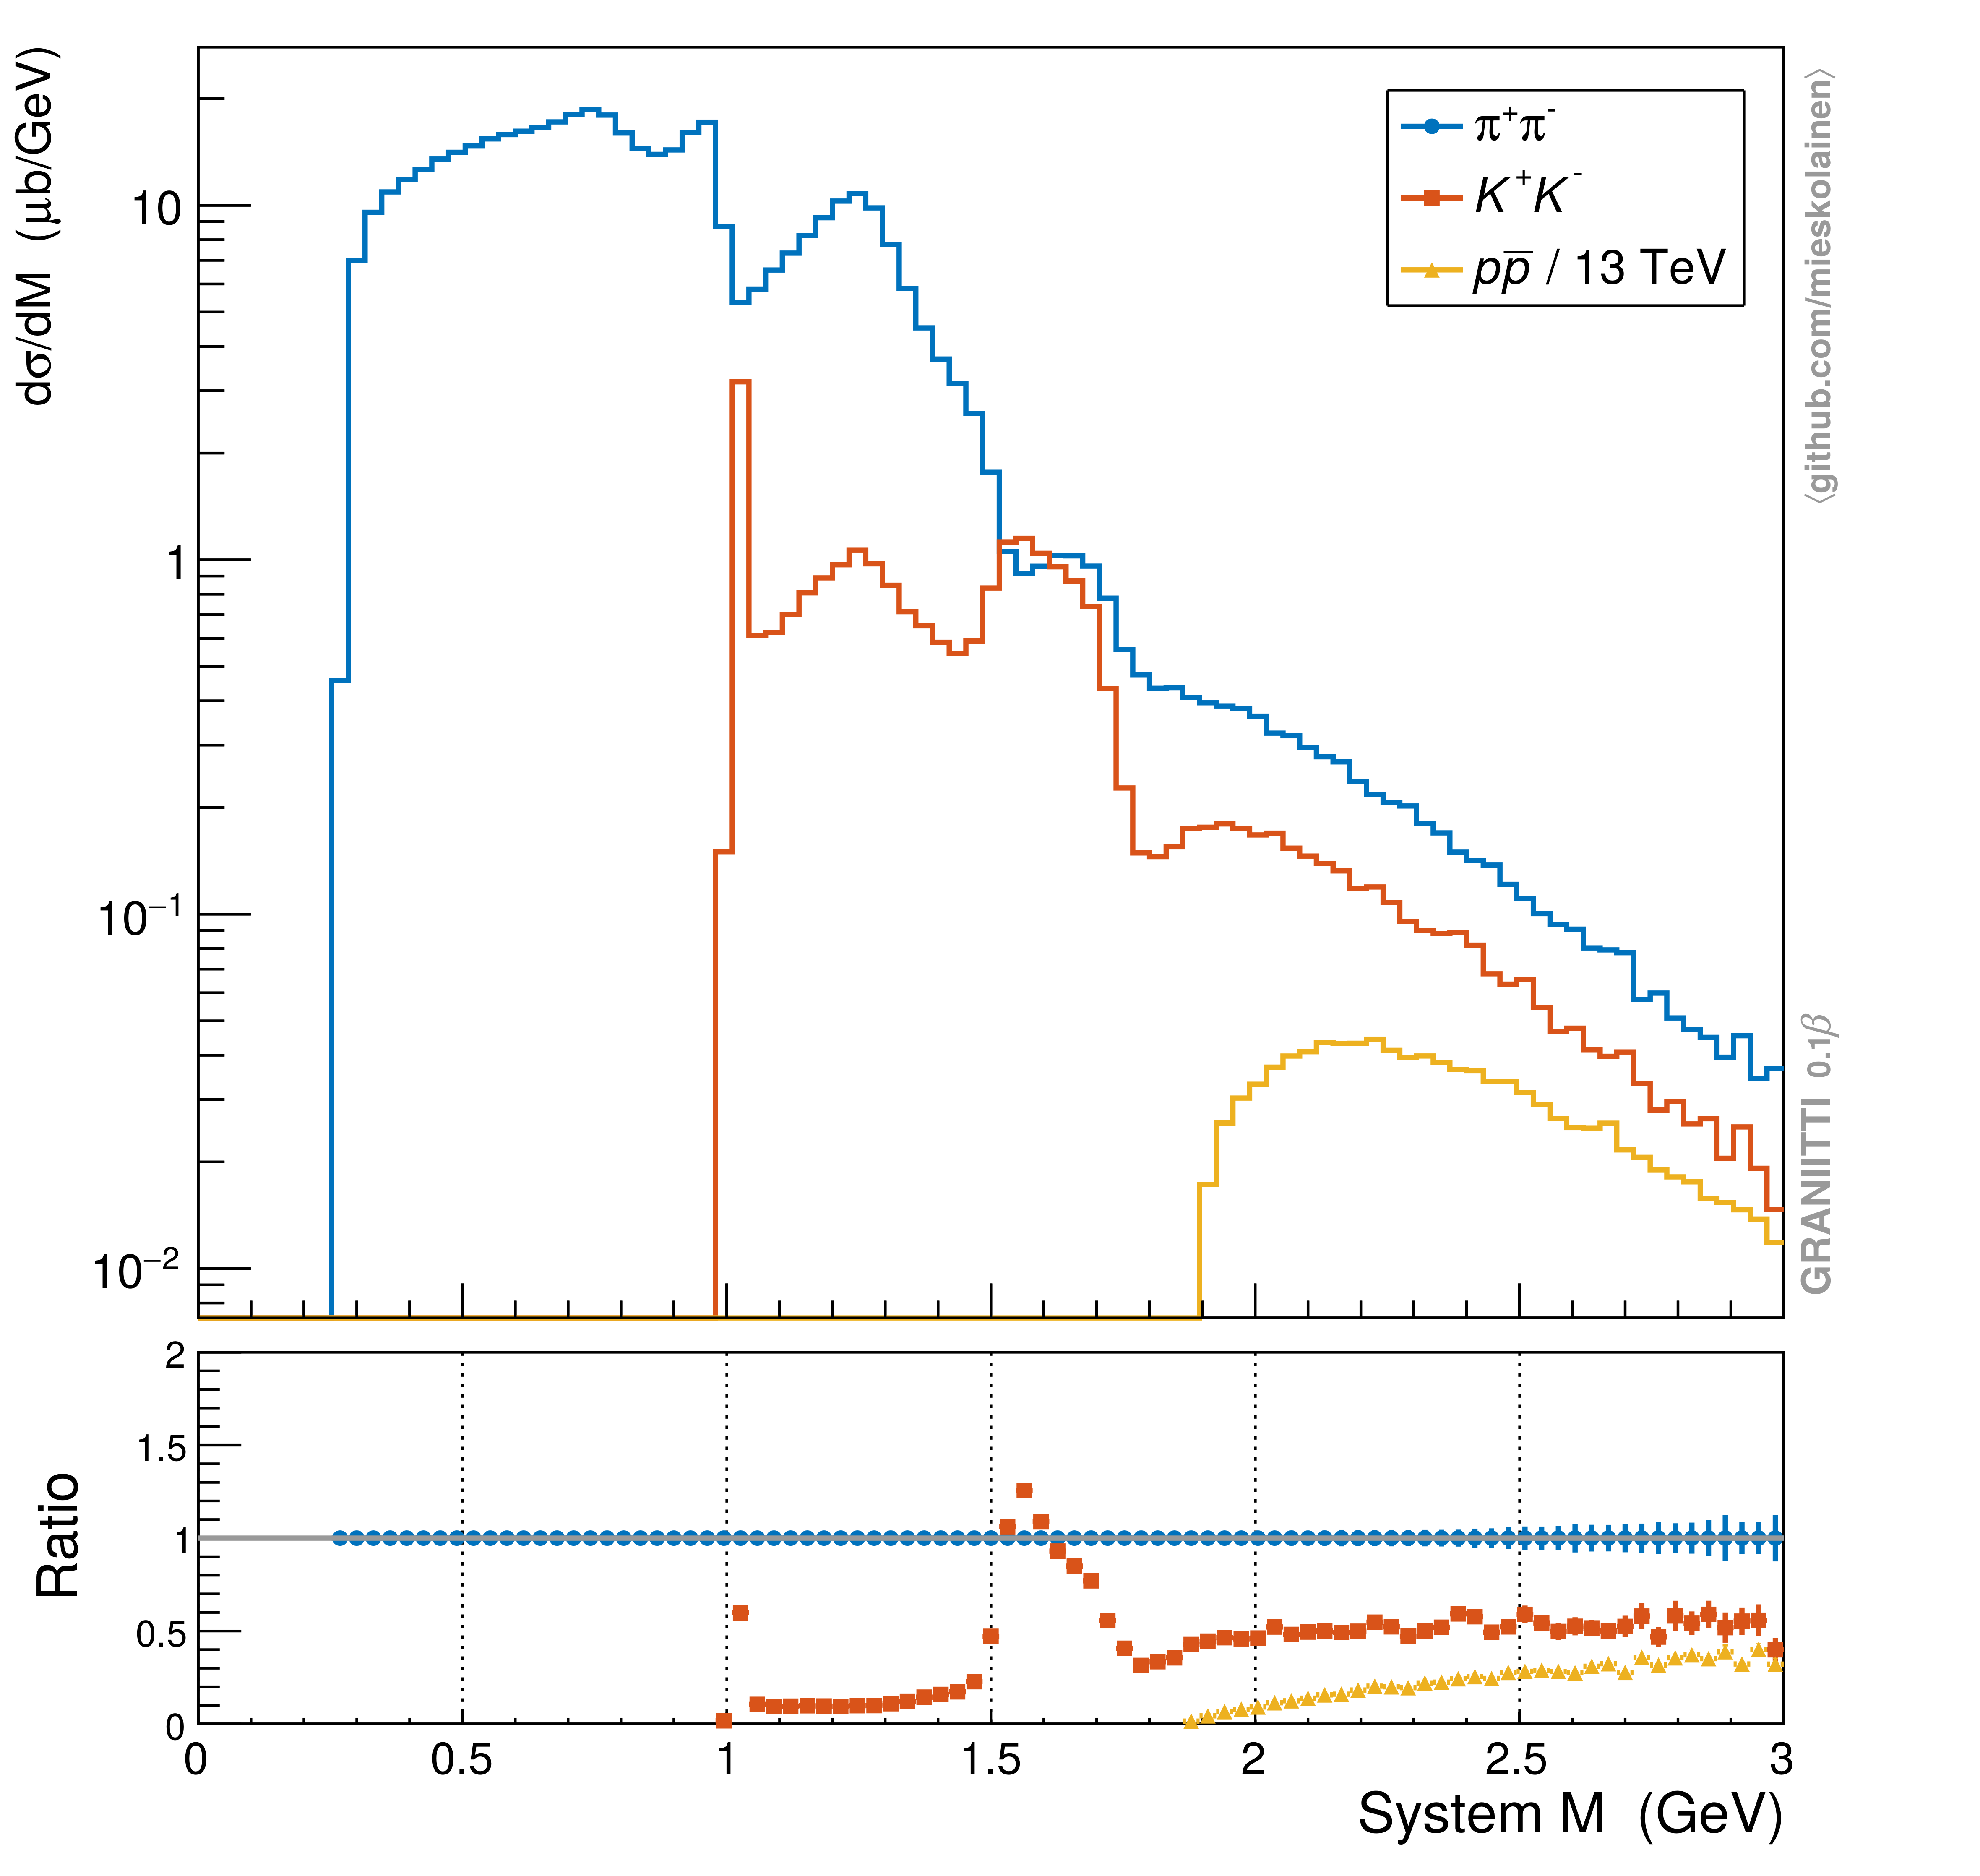 dσ/dM (μb/GeV)
10
1
10⁻¹
10⁻²
π⁺π⁻
K⁺K⁻
pp̅ / 13 TeV
⟨github.com/mieskolainen⟩
GRANIITTI 0.1β
Ratio
2
1.5
1
0.5
0
0 0.5 1 1.5 2 2.5 3
System M (GeV)